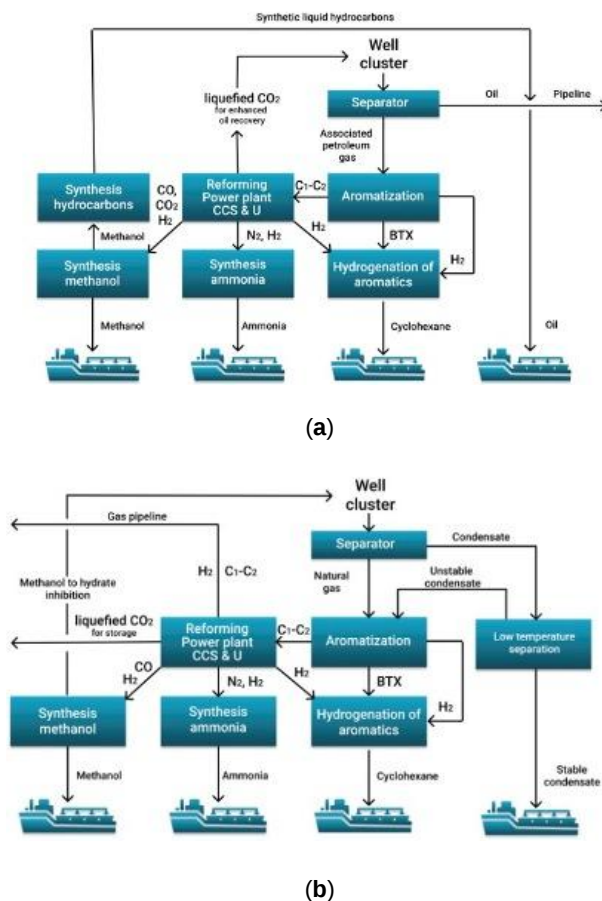 Synthetic liquid hydrocarbons
Well
cluster
liquefied CO2
for enhanced
oil recovery
Separator
Oil
Pipeline
Associated
petroleum
gas
Synthesis
hydrocarbons
CO,
CO2
H2
Reforming
Power plant
CCS & U
C1-C2
Aromatization
Methanol
N2, H2
H2
BTX
H2
Synthesis
methanol
Synthesis
ammonia
Hydrogenation of
aromatics
Methanol
Ammonia
Cyclohexane
Oil
(a)
Well
cluster
Gas pipeline
Separator
Condensate
H2
C1-C2
Natural
gas
Unstable
condensate
Methanol to hydrate
inhibition
liquefied CO2
for storage
Reforming
Power plant
CCS & U
C1-C2
Aromatization
Low temperature
separation
CO
H2
N2, H2
H2
BTX
H2
Synthesis
methanol
Synthesis
ammonia
Hydrogenation of
aromatics
Methanol
Ammonia
Cyclohexane
Stable
condensate
(b)